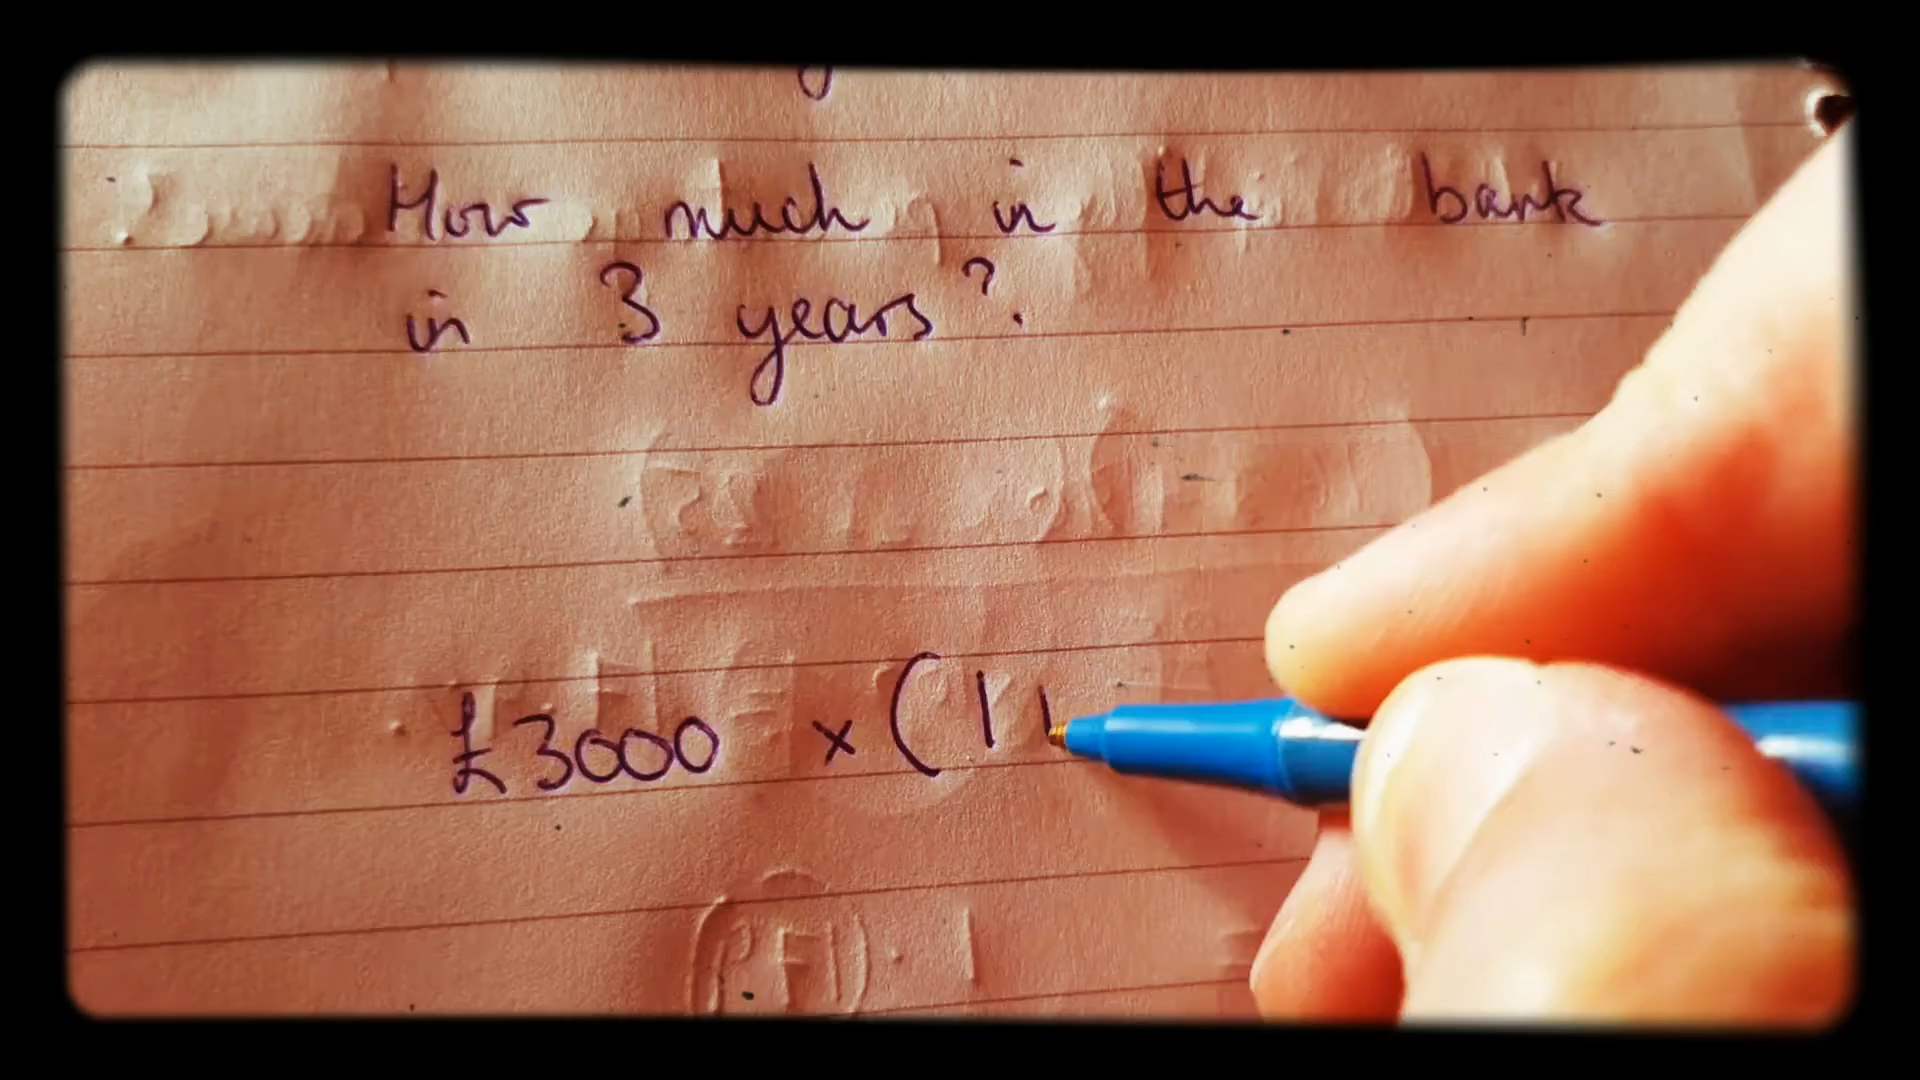 How much in the bank
in 3 years?
£3000 × (1